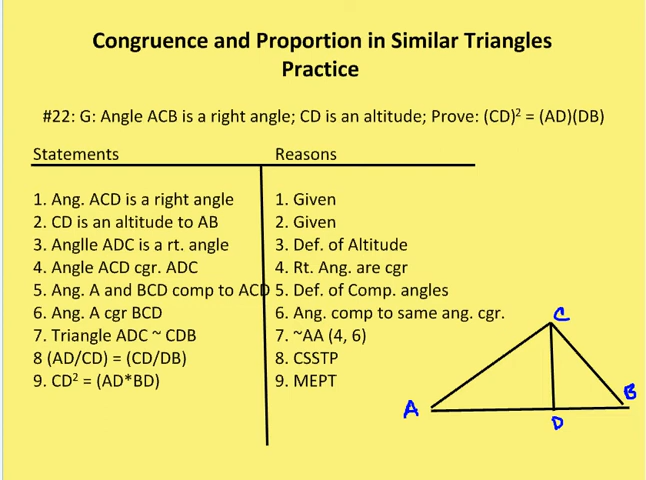 Congruence and Proportion in Similar Triangles
Practice
#22: G: Angle ACB is a right angle; CD is an altitude; Prove: (CD)² = (AD)(DB)
Statements
Reasons
1. Ang. ACD is a right angle
1. Given
2. CD is an altitude to AB
2. Given
3. Anglle ADC is a rt. angle
3. Def. of Altitude
4. Angle ACD cgr. ADC
4. Rt. Ang. are cgr
5. Ang. A and BCD comp to ACD
5. Def. of Comp. angles
6. Ang. A cgr BCD
6. Ang. comp to same ang. cgr.
7. Triangle ADC ~ CDB
7. ~AA (4, 6)
8 (AD/CD) = (CD/DB)
8. CSSTP
9. CD² = (AD*BD)
9. MEPT
C
A
B
D